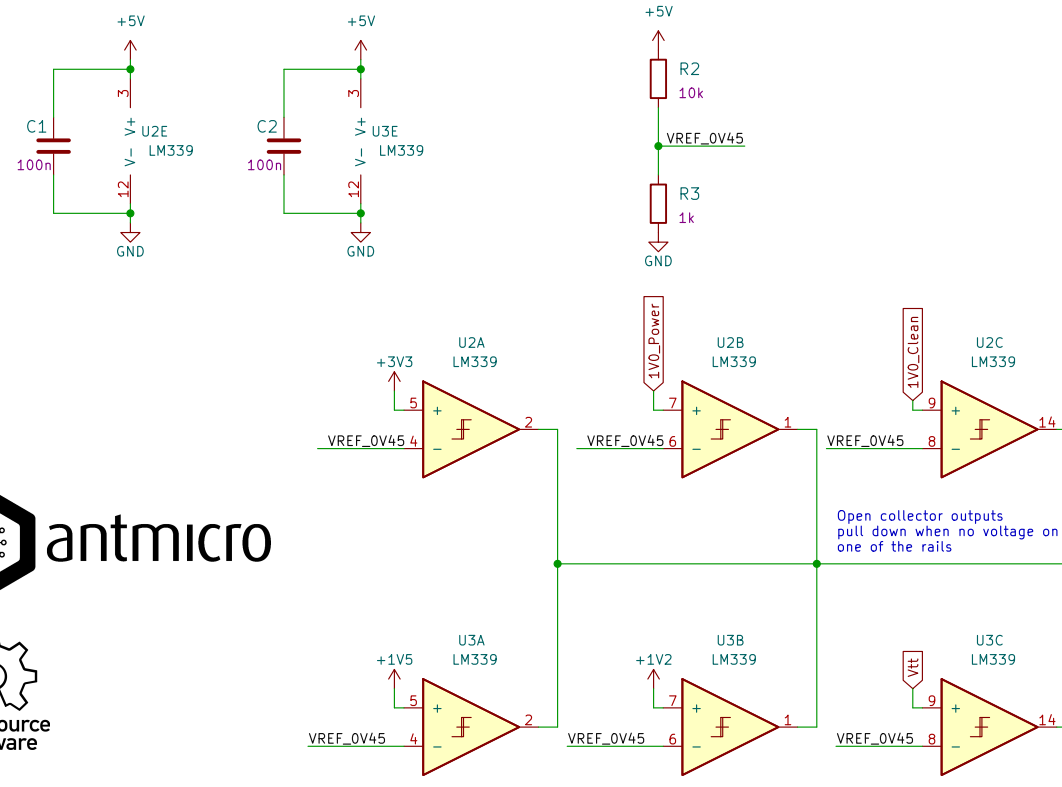 +5V
+5V
+5V
3
3
R2
10k
C1
V+
U2E
LM339
100n
V-
C2
V+
U3E
LM339
100n
V-
VREF_0V45
12
12
R3
1k
GND
GND
GND
1V0_Power
1V0_Clean
U2A
LM339
U2B
LM339
U2C
LM339
+3V3
5
+
2
VREF_0V45
4
-
7
+
1
VREF_0V45
6
-
9
+
14
VREF_0V45
8
-
Open collector outputs
pull down when no voltage on
one of the rails
antmicro
U3A
LM339
U3B
LM339
U3C
LM339
+1V5
5
+
2
VREF_0V45
4
-
+1V2
7
+
1
VREF_0V45
6
-
Vtt
9
+
14
VREF_0V45
8
-
ource
ware